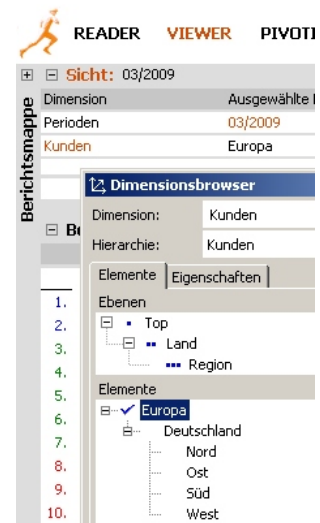 READER VIEWER PIVOTI
Sicht: 03/2009
Dimension Ausgewählte
Perioden 03/2009
Kunden Europa
Berichtsmappe
Dimensionsbrowser
Dimension: Kunden
Hierarchie: Kunden
Elemente Eigenschaften
Ebenen
Top
Land
Region
Elemente
Europa
Deutschland
Nord
Ost
Süd
West
1.
2.
3.
4.
5.
6.
7.
8.
9.
10.